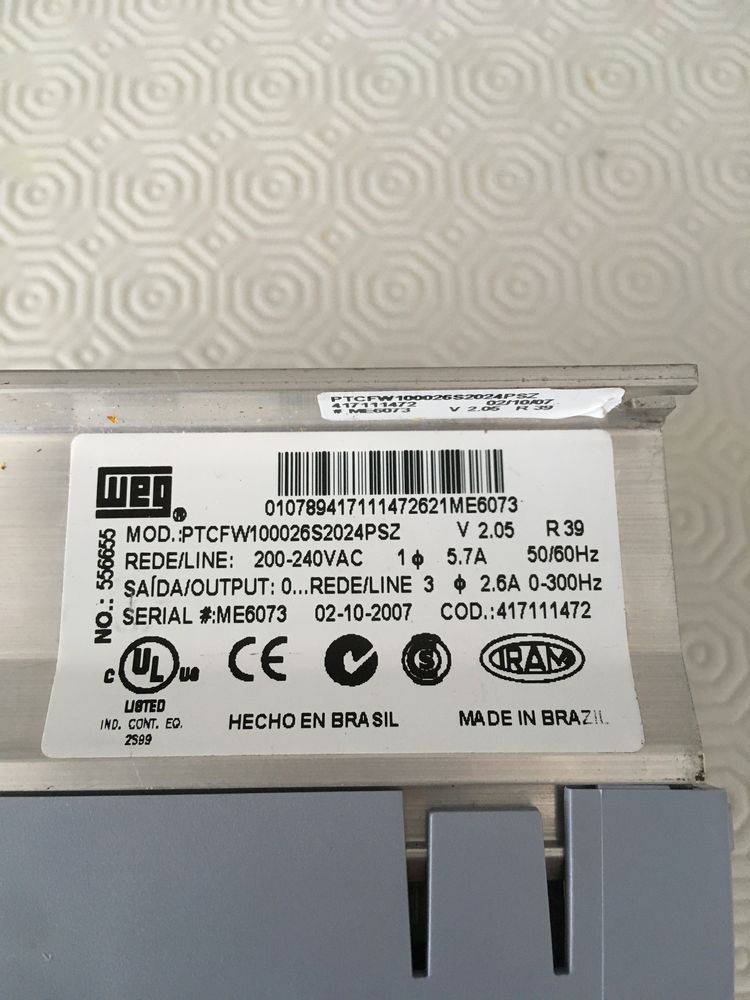 PTCFW100026S2024PSZ
417111472 02/10/07
# ME6073 V 2.05 R 39
weg ®
010789417111472621ME6073
NO.: 556655
MOD.:PTCFW100026S2024PSZ V 2.05 R39
REDE/LINE: 200-240VAC 1 ϕ 5.7A 50/60Hz
SAÍDA/OUTPUT: 0...REDE/LINE 3 ϕ 2.6A 0-300Hz
SERIAL #:ME6073 02-10-2007 COD.:417111472
C UL US CE S IRAM
LISTED
IND. CONT. EQ.
2S99
HECHO EN BRASIL MADE IN BRAZIL